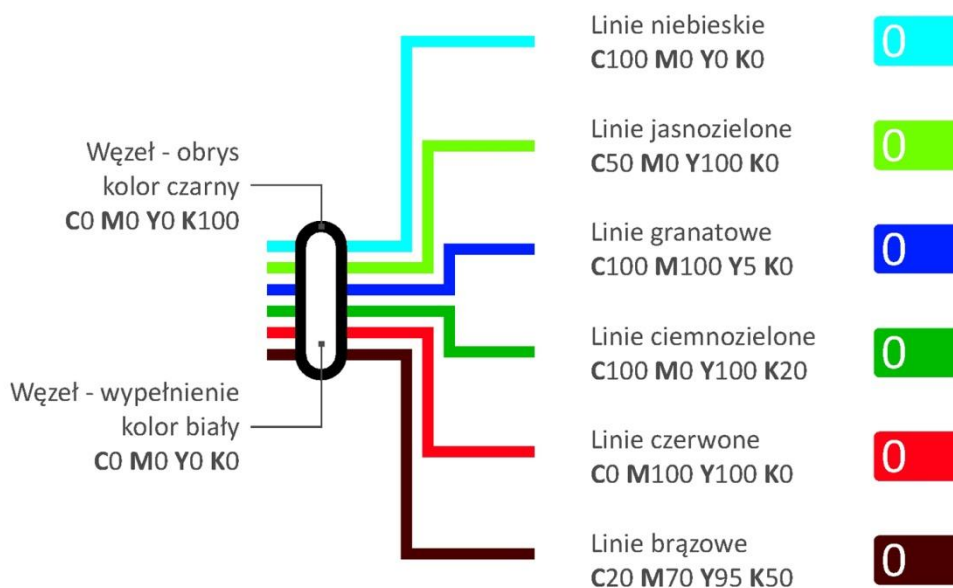 Linie niebieskie
C100 M0 Y0 K0
0
Linie jasnozielone
C50 M0 Y100 K0
0
Węzeł - obrys
kolor czarny
C0 M0 Y0 K100
Linie granatowe
C100 M100 Y5 K0
0
Linie ciemnozielone
C100 M0 Y100 K20
0
Węzeł - wypełnienie
kolor biały
C0 M0 Y0 K0
Linie czerwone
C0 M100 Y100 K0
0
Linie brązowe
C20 M70 Y95 K50
0